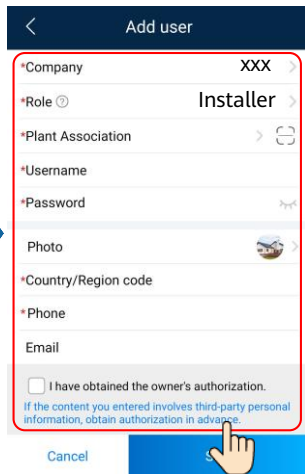 Add user
*Company xxx
*Role Installer
*Plant Association
*Username
*Password
Photo
*Country/Region code
*Phone
Email
I have obtained the owner's authorization.
If the content you entered involves third-party personal
information, obtain authorization in advance.
Cancel